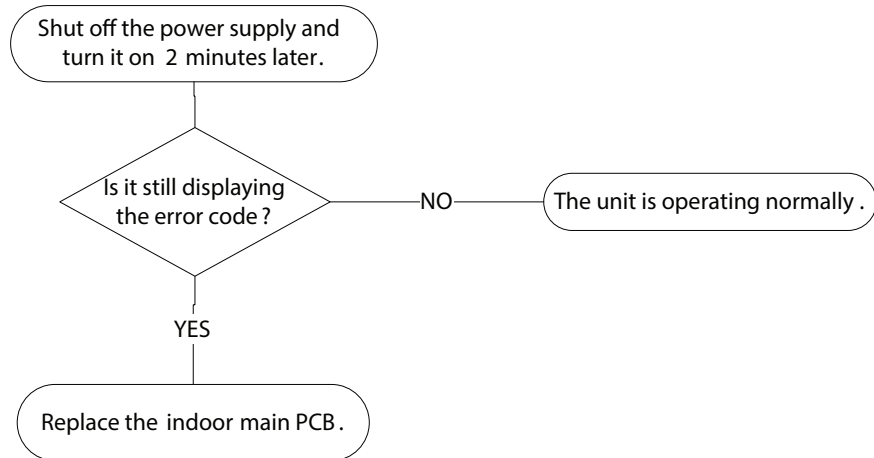 Shut off the power supply and
turn it on 2 minutes later.
Is it still displaying
the error code?
NO
The unit is operating normally.
YES
Replace the indoor main PCB.